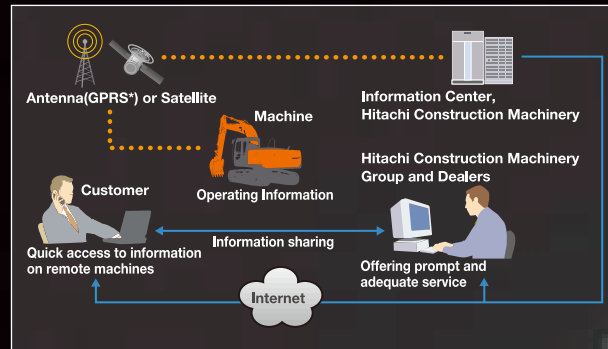 Antenna(GPRS*) or Satellite
Information Center,
Hitachi Construction Machinery
Machine
Operating Information
Hitachi Construction Machinery
Group and Dealers
Customer
Quick access to information
on remote machines
Information sharing
Offering prompt and
adequate service
Internet